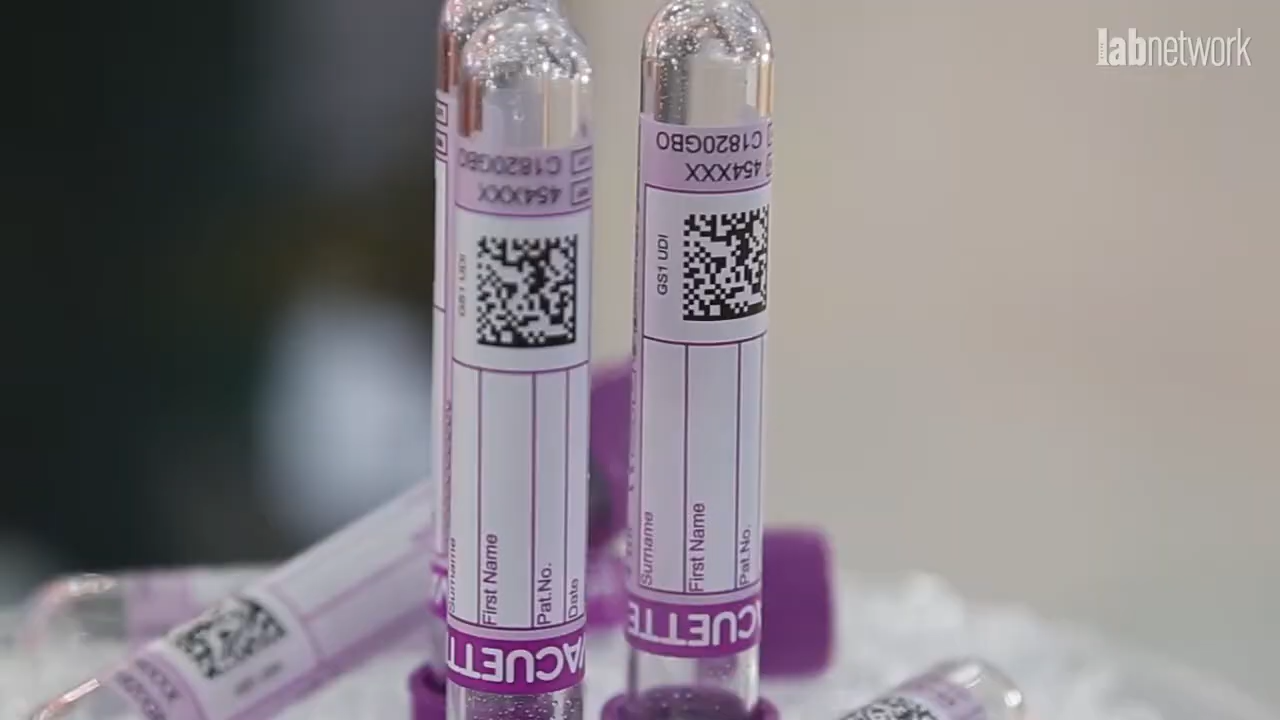 labnetwork
C1820GBO
454XXX
GS1 UDI
Surname
First Name
Pat.No.
Date
VACUETT
C1820GBO
454XXX
GS1 UDI
Surname
First Name
Pat.No.
VACUETTE